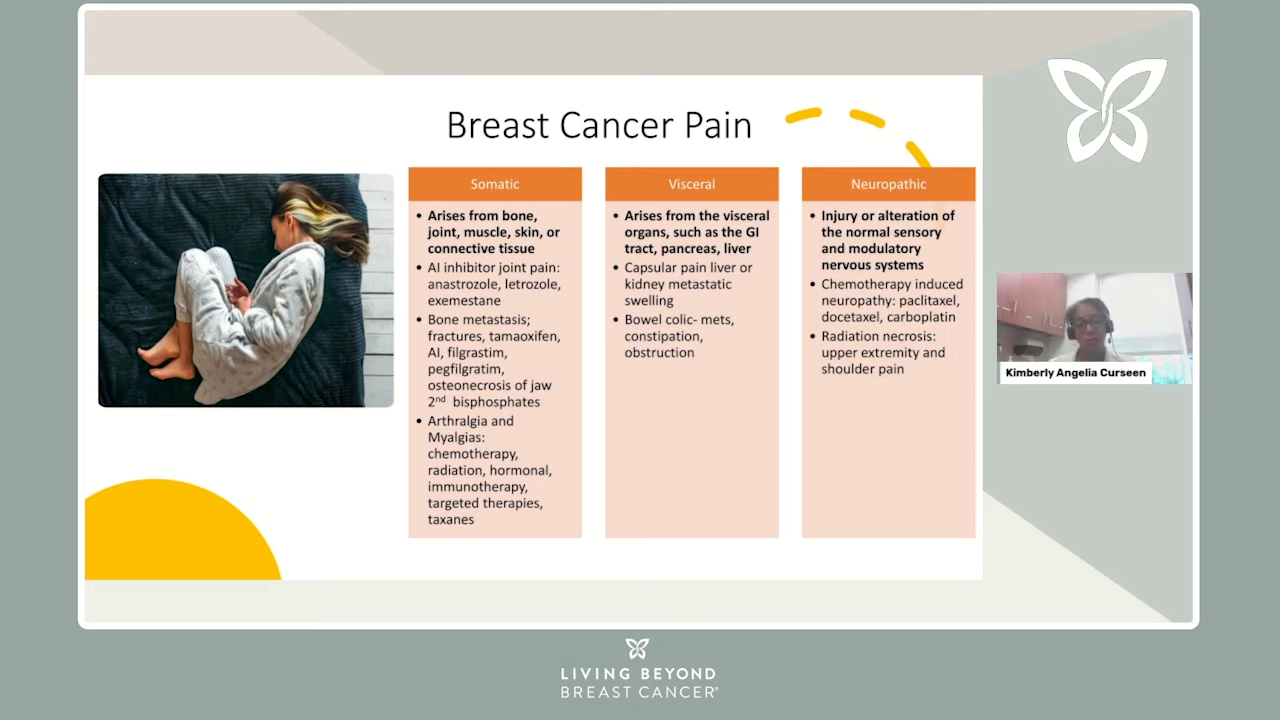 Breast Cancer Pain
Somatic
• Arises from bone,
joint, muscle, skin, or
connective tissue
• AI inhibitor joint pain:
anastrozole, letrozole,
exemestane
• Bone metastasis;
fractures, tamaoxifen,
AI, filgrastim,
pegfilgratim,
osteonecrosis of jaw
2nd bisphosphates
• Arthralgia and
Myalgias:
chemotherapy,
radiation, hormonal,
immunotherapy,
targeted therapies,
taxanes
Visceral
• Arises from the visceral
organs, such as the GI
tract, pancreas, liver
• Capsular pain liver or
kidney metastatic
swelling
• Bowel colic- mets,
constipation,
obstruction
Neuropathic
• Injury or alteration of
the normal sensory
and modulatory
nervous systems
• Chemotherapy induced
neuropathy: paclitaxel,
docetaxel, carboplatin
• Radiation necrosis:
upper extremity and
shoulder pain
Kimberly Angelia Curseen
LIVING BEYOND
BREAST CANCER®